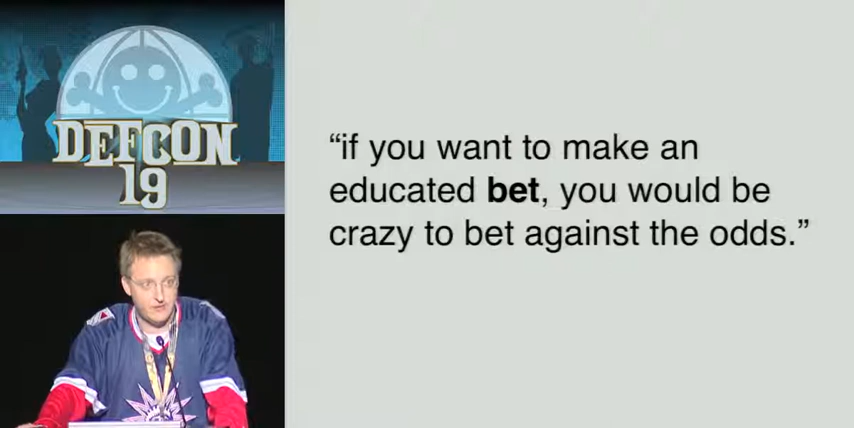 DEFCON
19
“if you want to make an
educated bet, you would be
crazy to bet against the odds.”